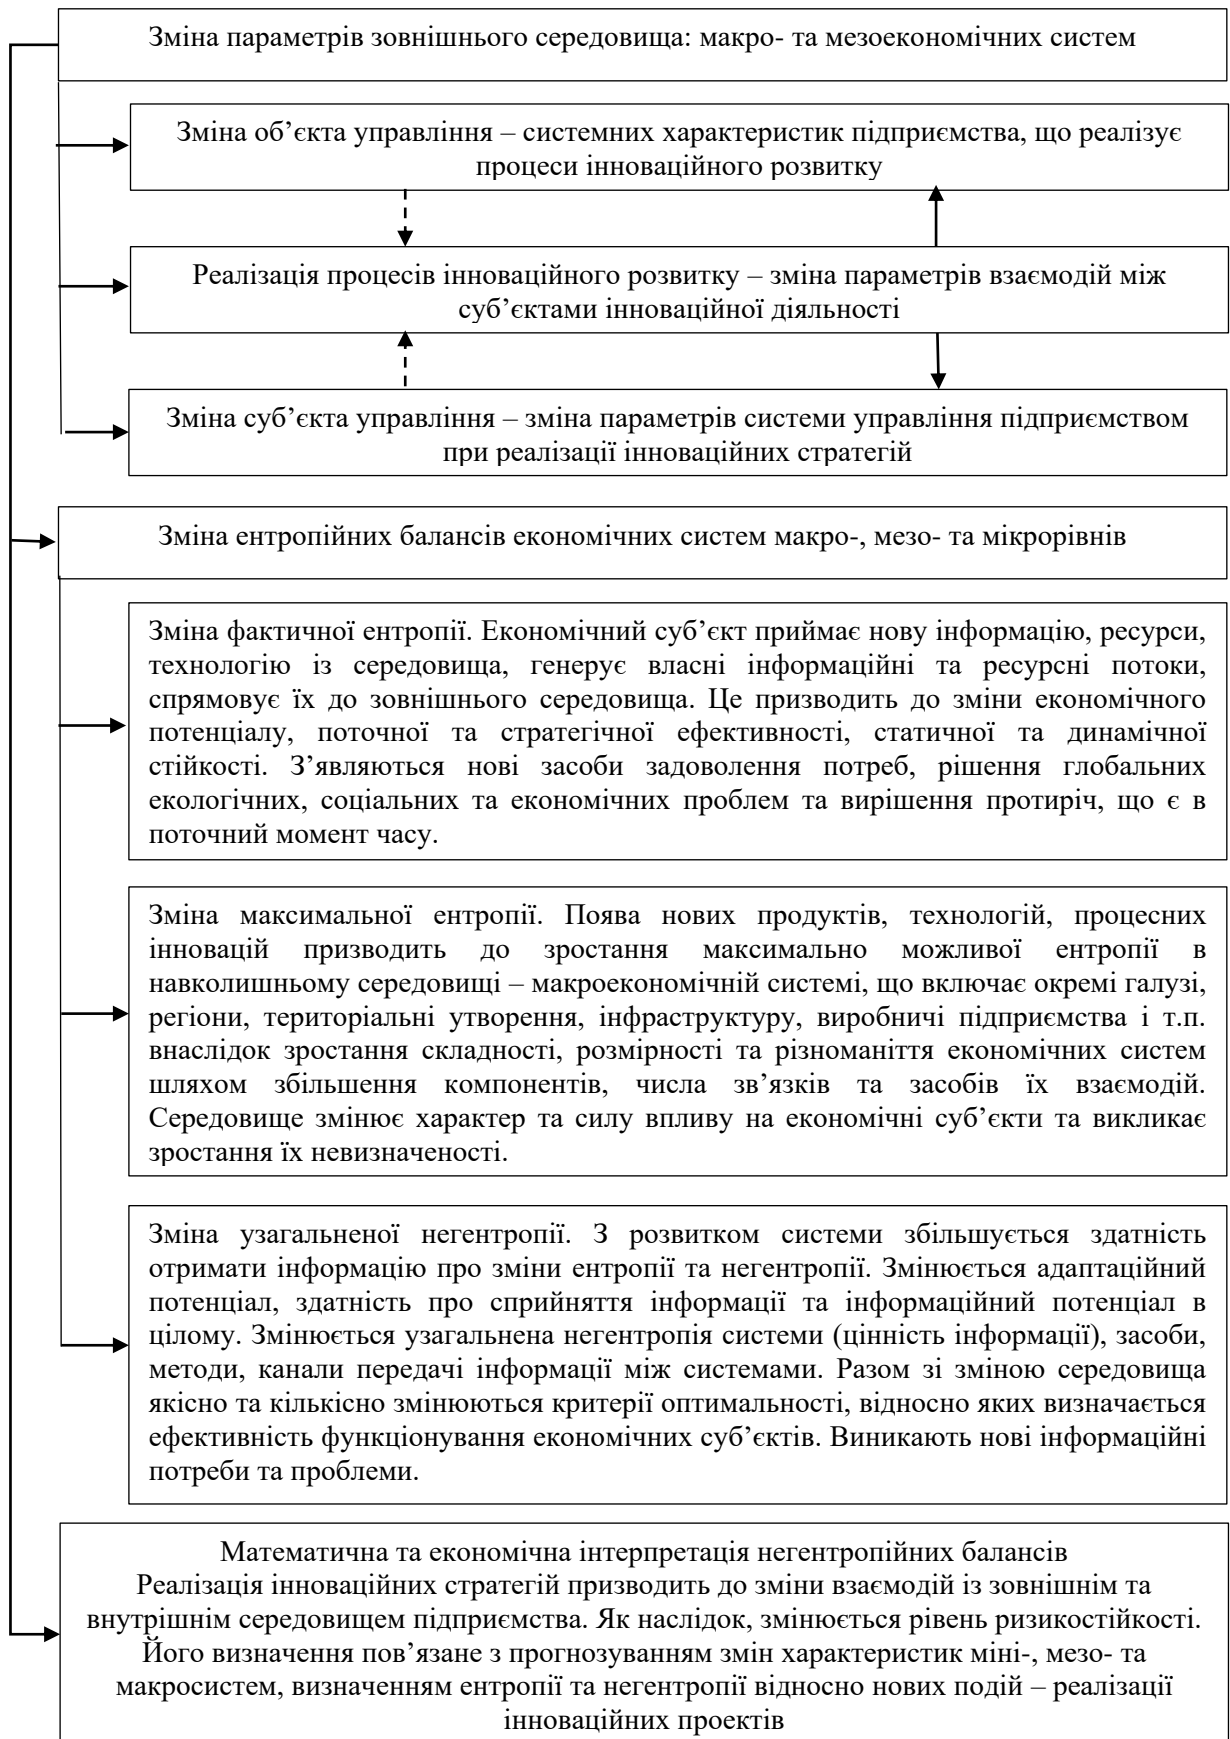 Зміна параметрів зовнішнього середовища: макро- та мезоекономічних систем
Зміна об’єкта управління – системних характеристик підприємства, що реалізує
процеси інноваційного розвитку
Реалізація процесів інноваційного розвитку – зміна параметрів взаємодій між
суб’єктами інноваційної діяльності
Зміна суб’єкта управління – зміна параметрів системи управління підприємством
при реалізації інноваційних стратегій
Зміна ентропійних балансів економічних систем макро-, мезо- та мікрорівнів
Зміна фактичної ентропії. Економічний суб’єкт приймає нову інформацію, ресурси,
технологію із середовища, генерує власні інформаційні та ресурсні потоки,
спрямовує їх до зовнішнього середовища. Це призводить до зміни економічного
потенціалу, поточної та стратегічної ефективності, статичної та динамічної
стійкості. З’являються нові засоби задоволення потреб, рішення глобальних
екологічних, соціальних та економічних проблем та вирішення протиріч, що є в
поточний момент часу.
Зміна максимальної ентропії. Поява нових продуктів, технологій, процесних
інновацій призводить до зростання максимально можливої ентропії в
навколишньому середовищі – макроекономічній системі, що включає окремі галузі,
регіони, територіальні утворення, інфраструктуру, виробничі підприємства і т.п.
внаслідок зростання складності, розмірності та різноманіття економічних систем
шляхом збільшення компонентів, числа зв’язків та засобів їх взаємодій.
Середовище змінює характер та силу впливу на економічні суб’єкти та викликає
зростання їх невизначеності.
Зміна узагальненої негентропії. З розвитком системи збільшується здатність
отримати інформацію про зміни ентропії та негентропії. Змінюється адаптаційний
потенціал, здатність про сприйняття інформації та інформаційний потенціал в
цілому. Змінюється узагальнена негентропія системи (цінність інформації), засоби,
методи, канали передачі інформації між системами. Разом зі зміною середовища
якісно та кількісно змінюються критерії оптимальності, відносно яких визначається
ефективність функціонування економічних суб’єктів. Виникають нові інформаційні
потреби та проблеми.
Математична та економічна інтерпретація негентропійних балансів
Реалізація інноваційних стратегій призводить до зміни взаємодій із зовнішнім та
внутрішнім середовищем підприємства. Як наслідок, змінюється рівень ризикостійкості.
Його визначення пов’язане з прогнозуванням змін характеристик міні-, мезо- та
макросистем, визначенням ентропії та негентропії відносно нових подій – реалізації
інноваційних проектів